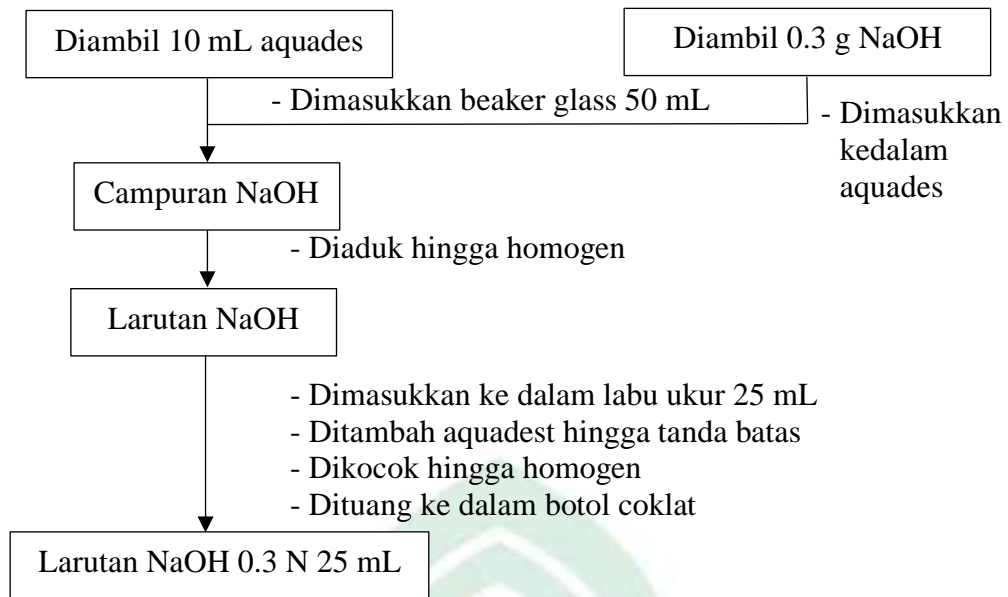 Diambil 10 mL aquades
Diambil 0.3 g NaOH
- Dimasukkan beaker glass 50 mL
- Dimasukkan
kedalam
aquades
Campuran NaOH
- Diaduk hingga homogen
Larutan NaOH
- Dimasukkan ke dalam labu ukur 25 mL
- Ditambah aquadest hingga tanda batas
- Dikocok hingga homogen
- Dituang ke dalam botol coklat
Larutan NaOH 0.3 N 25 mL